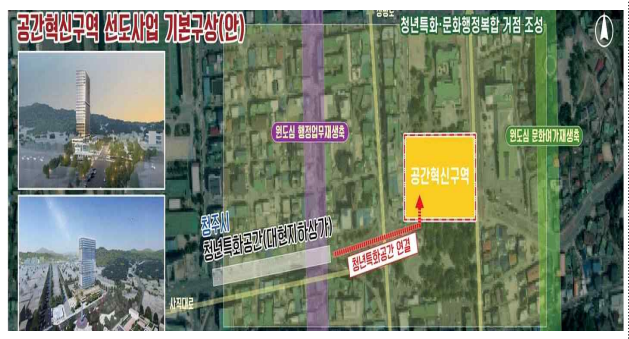 공간혁신구역 선도사업 기본구상(안)
청년특화·문화행정복합 거점 조성
원도심 행정업무재생축
원도심 문화여가재생축
공간혁신구역
청주시
청년특화공간(대현지하상가)
청년특화공간 연결
사직대로